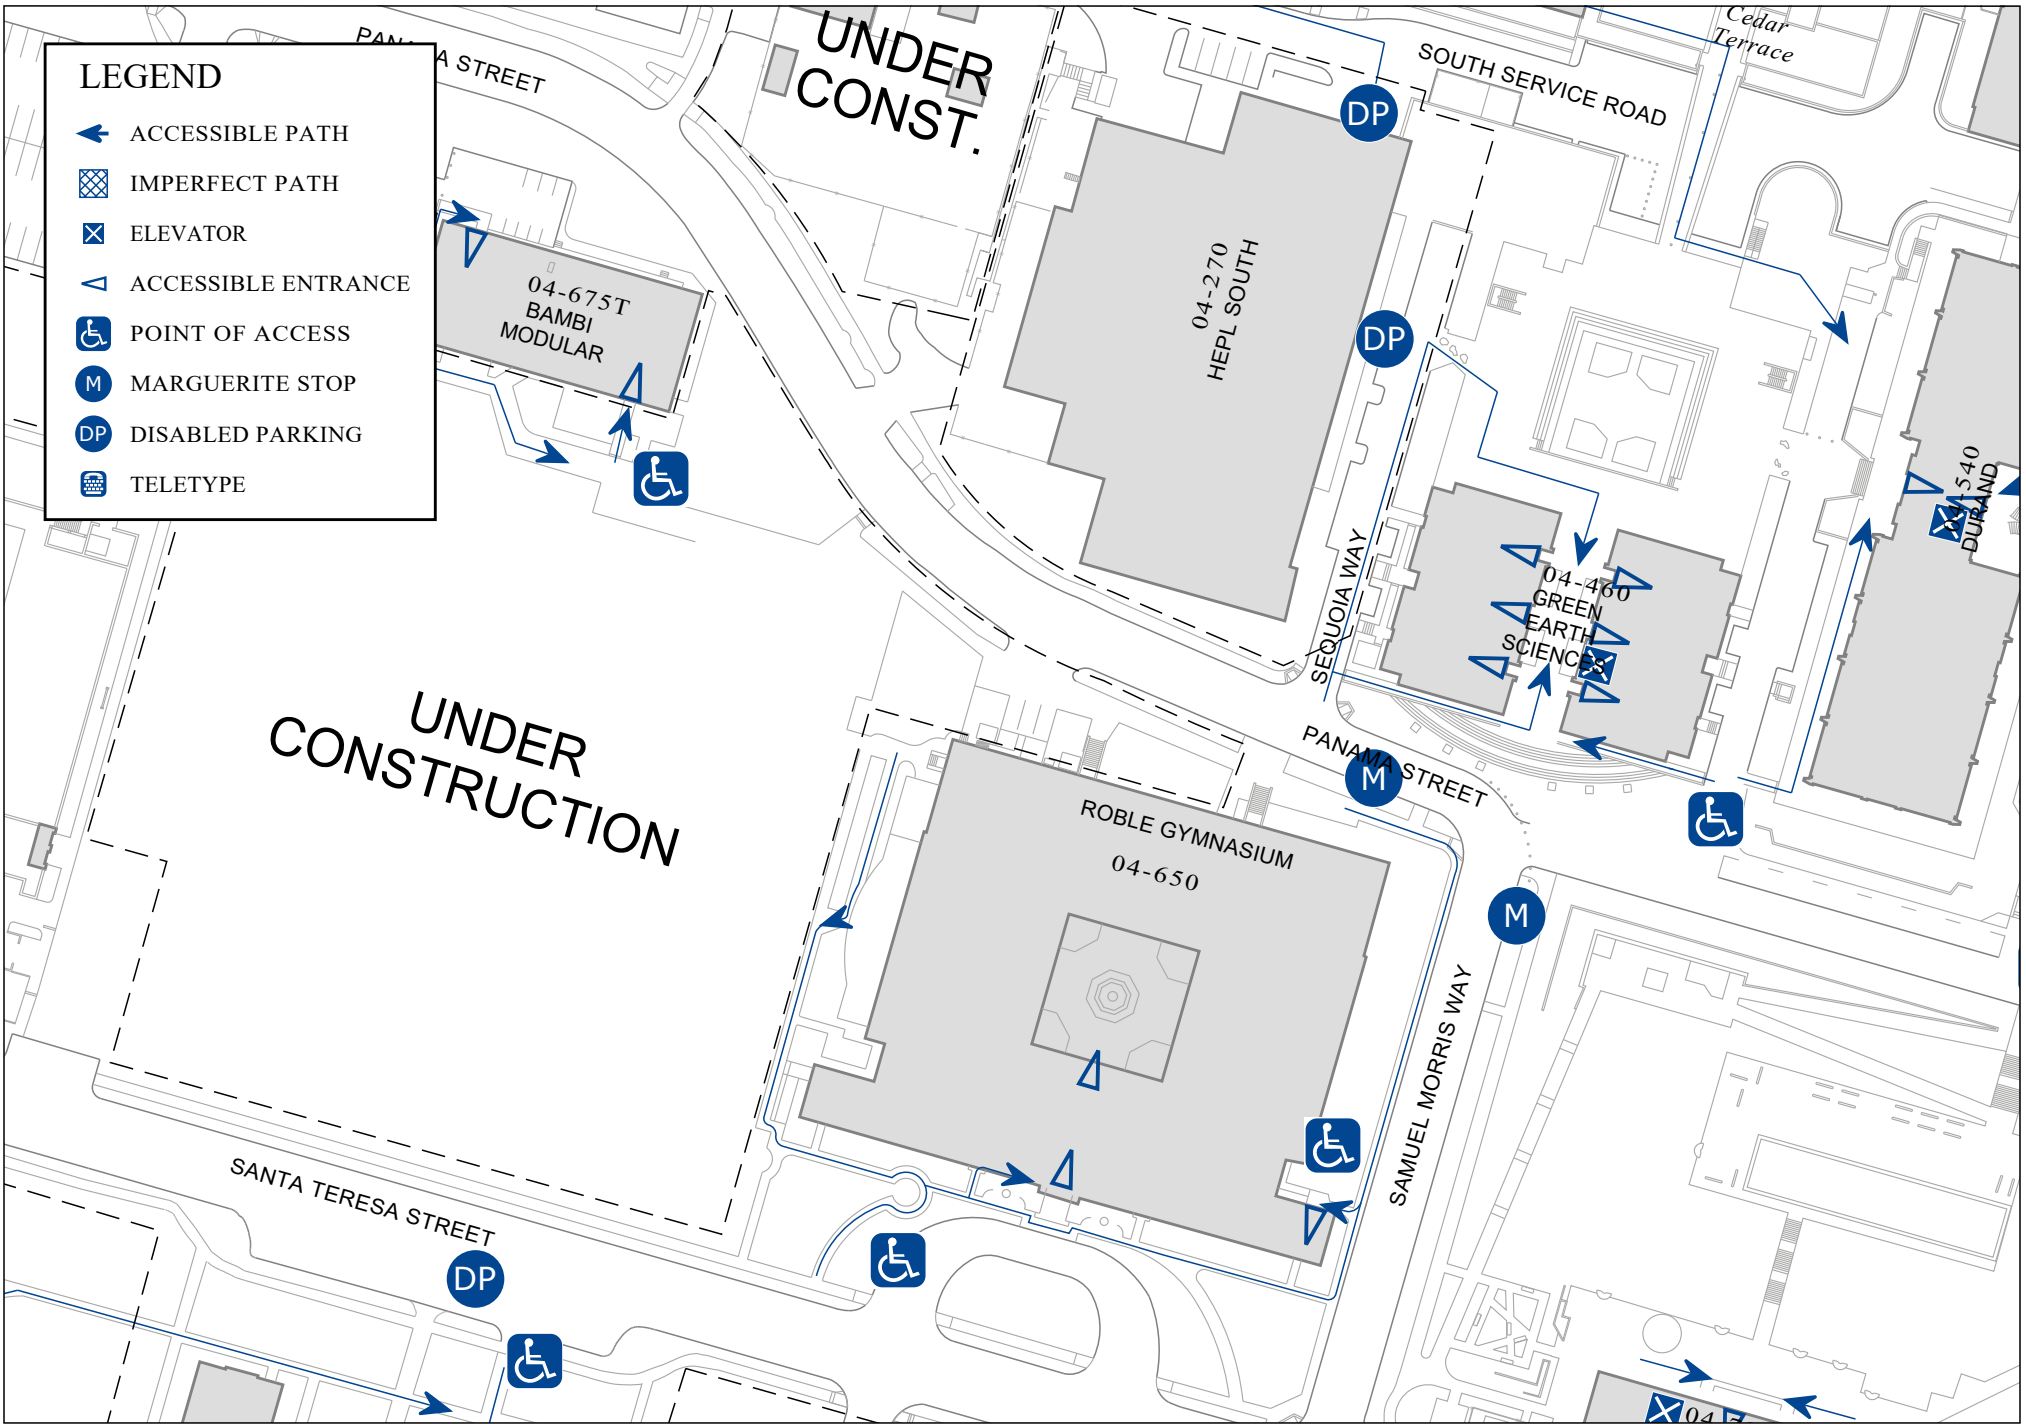 LEGEND
ACCESSIBLE PATH
IMPERFECT PATH
ELEVATOR
ACCESSIBLE ENTRANCE
POINT OF ACCESS
M MARGUERITE STOP
DP DISABLED PARKING
TELETYPE
PANAMA STREET
UNDER
CONST.
DP
SOUTH SERVICE ROAD
Cedar
Terrace
04-675T
BAMBI
MODULAR
04-270
HEPL SOUTH
DP
04-540
DURAND
SEQUOIA WAY
04-460
GREEN
EARTH
SCIENCES
UNDER
CONSTRUCTION
PANAMA STREET
M
ROBLE GYMNASIUM
04-650
M
SAMUEL MORRIS WAY
SANTA TERESA STREET
DP